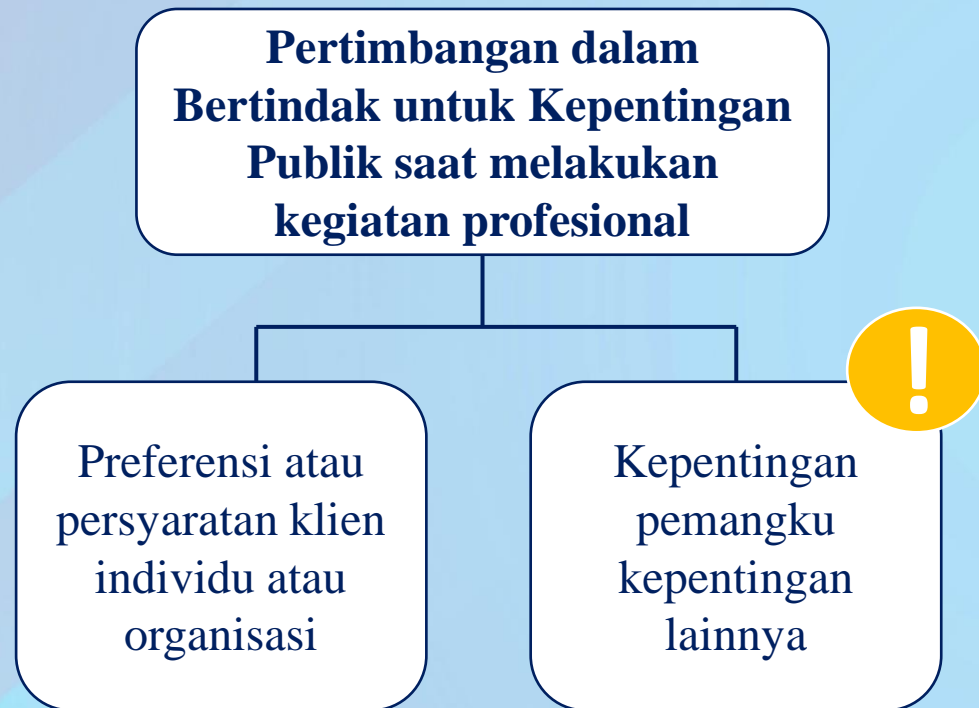 Pertimbangan dalam
Bertindak untuk Kepentingan
Publik saat melakukan
kegiatan profesional
Preferensi atau
persyaratan klien
individu atau
organisasi
!
Kepentingan
pemangku
kepentingan
lainnya